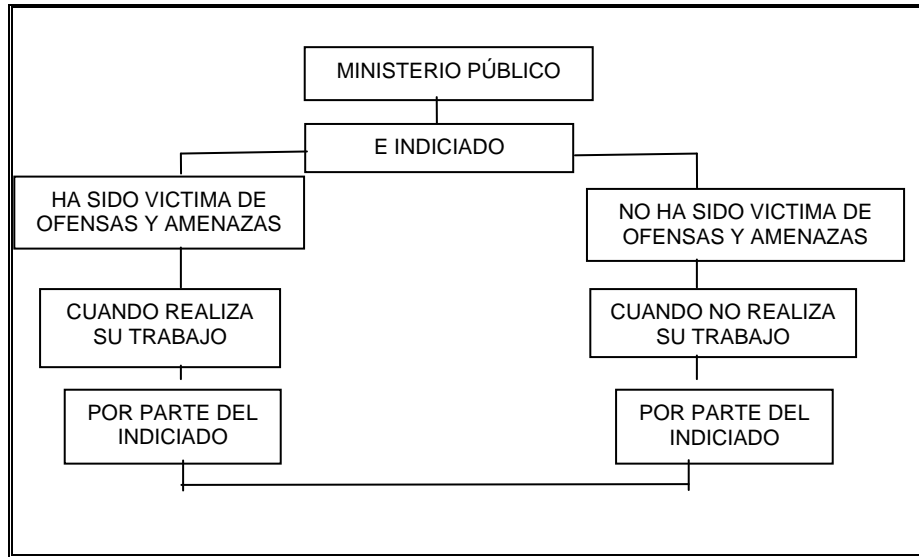 MINISTERIO PÚBLICO
E INDICIADO
HA SIDO VICTIMA DE
OFENSAS Y AMENAZAS
NO HA SIDO VICTIMA DE
OFENSAS Y AMENAZAS
CUANDO REALIZA
SU TRABAJO
CUANDO NO REALIZA
SU TRABAJO
POR PARTE DEL
INDICIADO
POR PARTE DEL
INDICIADO